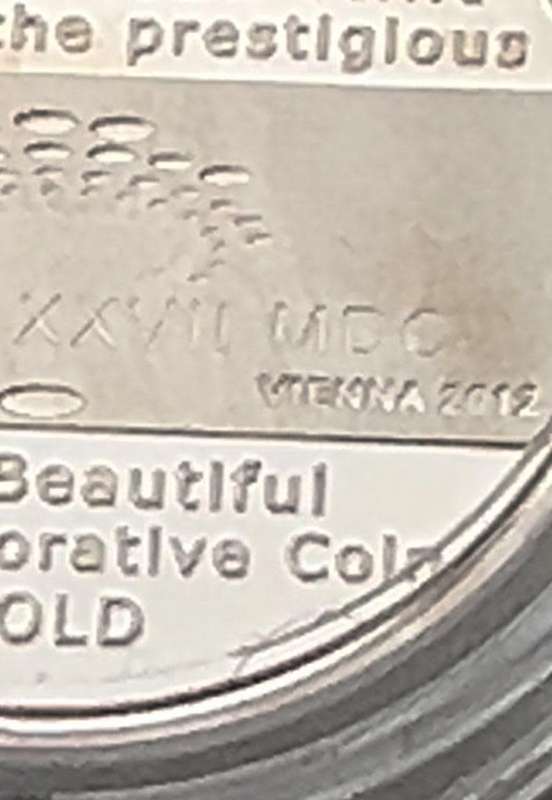 the prestigious
XXVII MDC
VIENNA 2012
Beautiful
orative Coin
OLD